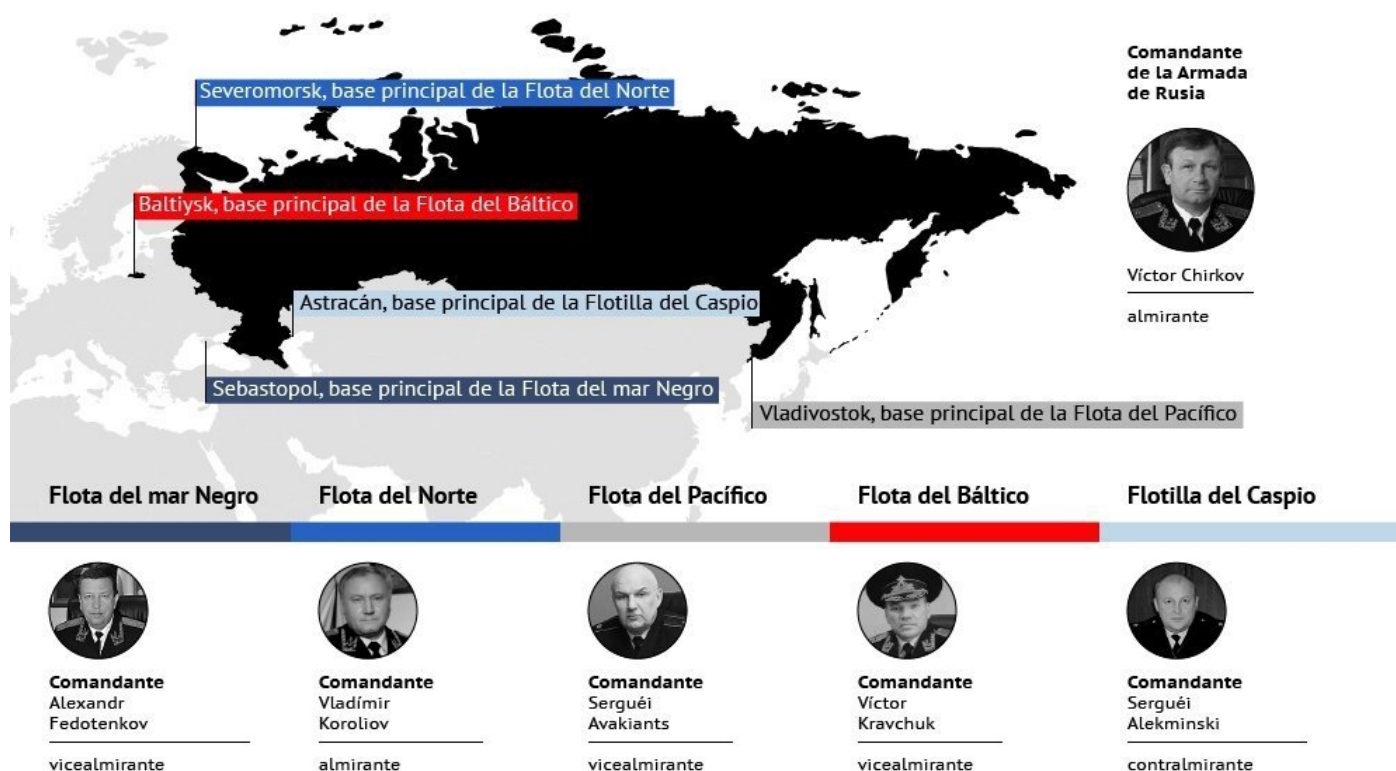 Comandante
de la Armada
de Rusia
Severomorsk, base principal de la Flota del Norte
Baltiysk, base principal de la Flota del Báltico
Víctor Chirkov
almirante
Astracán, base principal de la Flotilla del Caspio
Sebastopol, base principal de la Flota del mar Negro
Vladivostok, base principal de la Flota del Pacífico
Flota del mar Negro
Flota del Norte
Flota del Pacífico
Flota del Báltico
Flotilla del Caspio
Comandante
Alexandr
Fedotenkov
vicealmirante
Comandante
Vladímir
Koroliov
almirante
Comandante
Serguéi
Avakiants
vicealmirante
Comandante
Víctor
Kravchuk
vicealmirante
Comandante
Serguéi
Alekminski
contralmirante